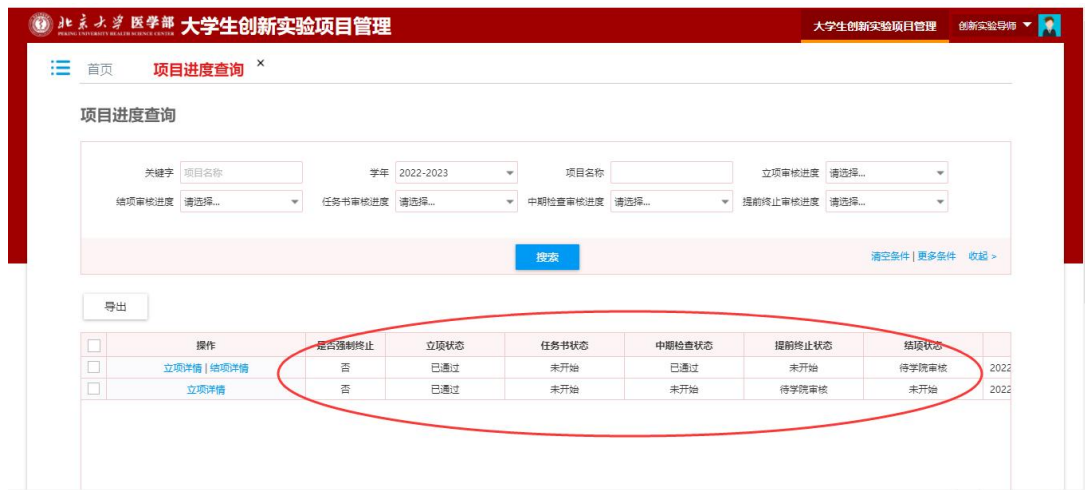 北京大学 医学部 大学生创新实验项目管理 大学生创新实验项目管理 创新实验导师
PEKING UNIVERSITY HEALTH SCIENCE CENTER
首页 项目进度查询 ×
项目进度查询
关键字 项目名称 学年 2022-2023 项目名称 立项审核进度 请选择...
结项审核进度 请选择... 任务书审核进度 请选择... 中期检查审核进度 请选择... 提前终止审核进度 请选择...
搜索 清空条件 | 更多条件 收起 >
导出
操作 是否强制终止 立项状态 任务书状态 中期检查状态 提前终止状态 结项状态
立项详情 | 结项详情 否 已通过 未开始 已通过 未开始 待学院审核 2022
立项详情 否 已通过 未开始 未开始 待学院审核 未开始 2022